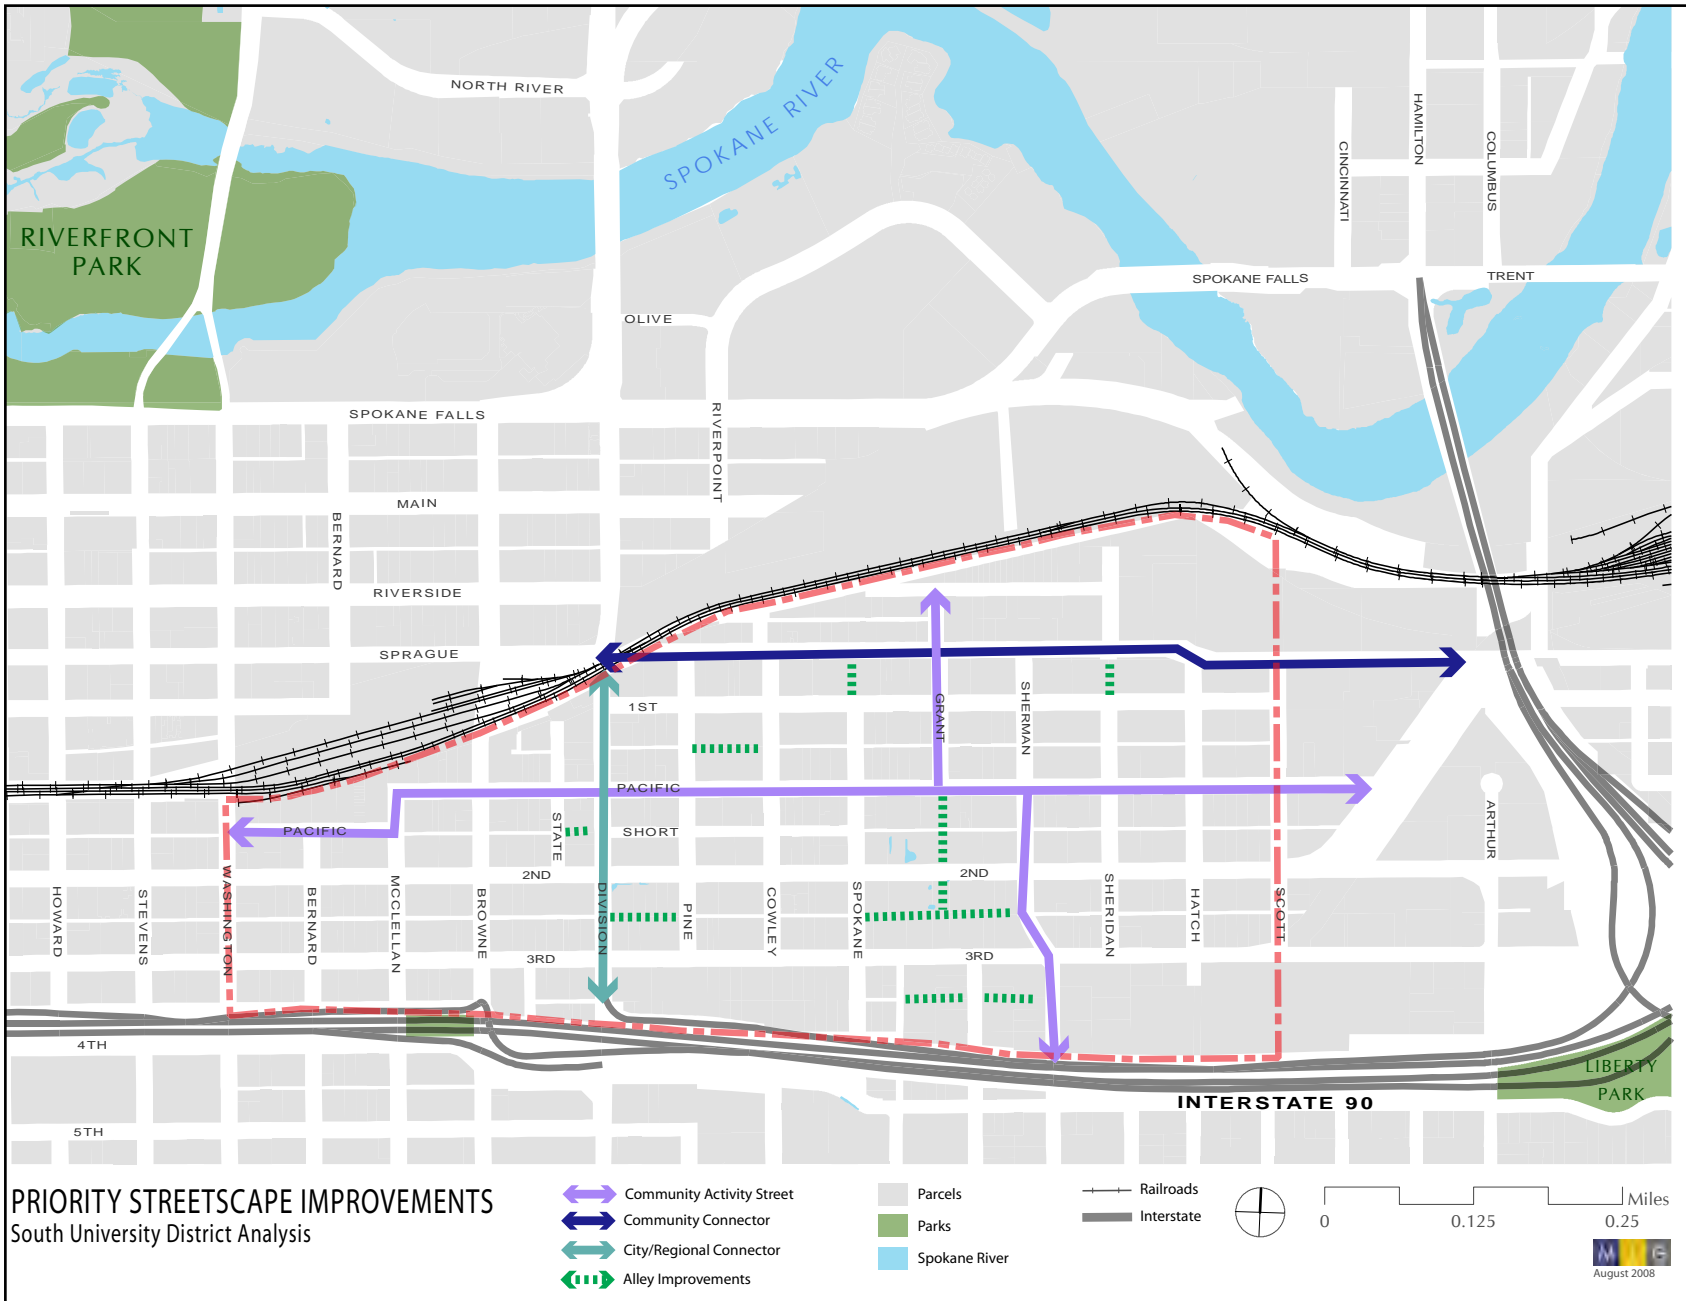 NORTH RIVER
SPOKANE RIVER
HAMILTON
COLUMBUS
CINCINNATI
RIVERFRONT
PARK
SPOKANE FALLS
TRENT
OLIVE
SPOKANE FALLS
RIVERPOINT
MAIN
BERNARD
RIVERSIDE
SPRAGUE
1ST
GRANT
SHERMAN
PACIFIC
PACIFIC
STATE
SHORT
ARTHUR
2ND
2ND
HOWARD
STEVENS
WASHINGTON
BERNARD
MCCLELLAN
BROWNE
DIVISION
PINE
COWLEY
SPOKANE
SHERIDAN
HATCH
SCOTT
3RD
3RD
4TH
LIBERTY
PARK
INTERSTATE 90
5TH
PRIORITY STREETSCAPE IMPROVEMENTS
South University District Analysis
Community Activity Street
Community Connector
City/Regional Connector
Alley Improvements
Parcels
Parks
Spokane River
Railroads
Interstate
Miles
0
0.125
0.25
M I G
August 2008